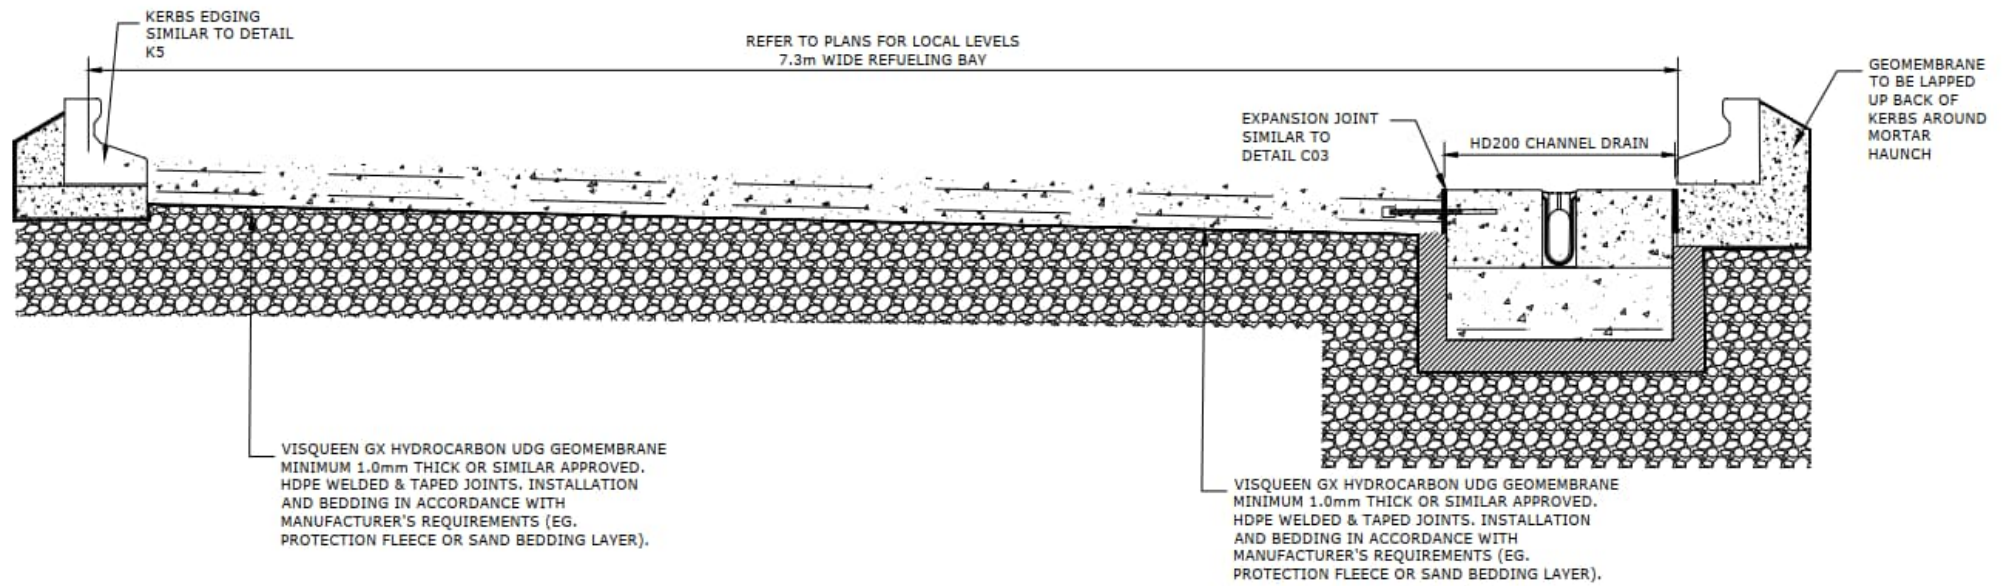 KERBS EDGING
SIMILAR TO DETAIL
K5
REFER TO PLANS FOR LOCAL LEVELS
7.3m WIDE REFUELING BAY
GEOMEMBRANE
TO BE LAPPED
UP BACK OF
KERBS AROUND
MORTAR
HAUNCH
EXPANSION JOINT
SIMILAR TO
DETAIL C03
HD200 CHANNEL DRAIN
VISQUEEN GX HYDROCARBON UDG GEOMEMBRANE
MINIMUM 1.0mm THICK OR SIMILAR APPROVED.
HDPE WELDED & TAPED JOINTS. INSTALLATION
AND BEDDING IN ACCORDANCE WITH
MANUFACTURER'S REQUIREMENTS (EG.
PROTECTION FLEECE OR SAND BEDDING LAYER).
VISQUEEN GX HYDROCARBON UDG GEOMEMBRANE
MINIMUM 1.0mm THICK OR SIMILAR APPROVED.
HDPE WELDED & TAPED JOINTS. INSTALLATION
AND BEDDING IN ACCORDANCE WITH
MANUFACTURER'S REQUIREMENTS (EG.
PROTECTION FLEECE OR SAND BEDDING LAYER).